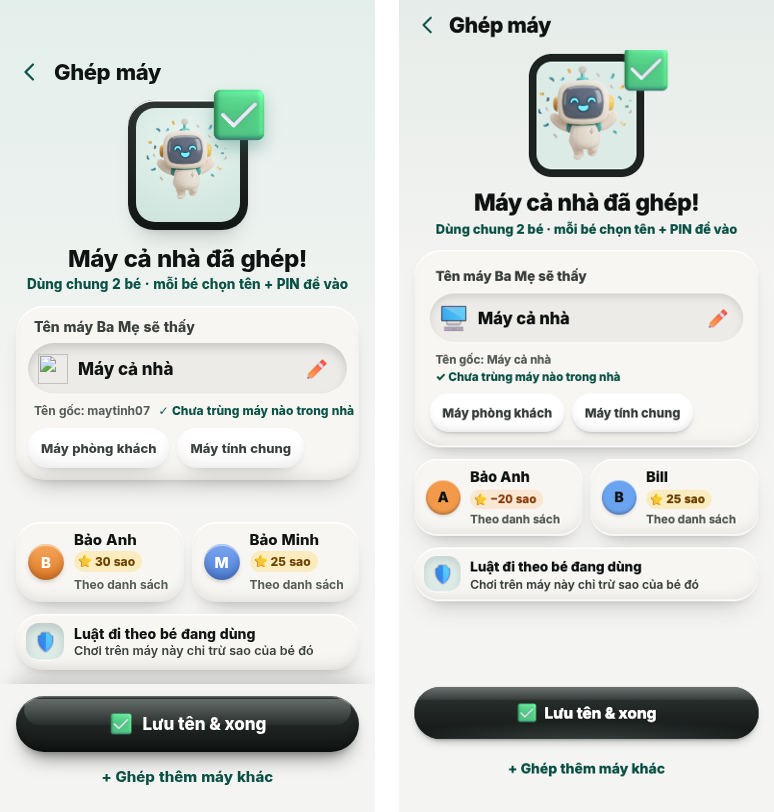 Ghép máy
Máy cả nhà đã ghép!
Dùng chung 2 bé · mỗi bé chọn tên + PIN để vào
Tên máy Ba Mẹ sẽ thấy
Máy cả nhà
Tên gốc: maytinh07 ✓ Chưa trùng máy nào trong nhà
Máy phòng khách Máy tính chung
Bảo Anh
B
30 sao
Theo danh sách
Bảo Minh
M
25 sao
Theo danh sách
Luật đi theo bé đang dùng
Chơi trên máy này chỉ trừ sao của bé đó
Lưu tên & xong
+ Ghép thêm máy khác
Ghép máy
Máy cả nhà đã ghép!
Dùng chung 2 bé · mỗi bé chọn tên + PIN để vào
Tên máy Ba Mẹ sẽ thấy
Máy cả nhà
Tên gốc: Máy cả nhà
✓ Chưa trùng máy nào trong nhà
Máy phòng khách Máy tính chung
Bảo Anh
A
−20 sao
Theo danh sách
Bill
B
25 sao
Theo danh sách
Luật đi theo bé đang dùng
Chơi trên máy này chỉ trừ sao của bé đó
Lưu tên & xong
+ Ghép thêm máy khác